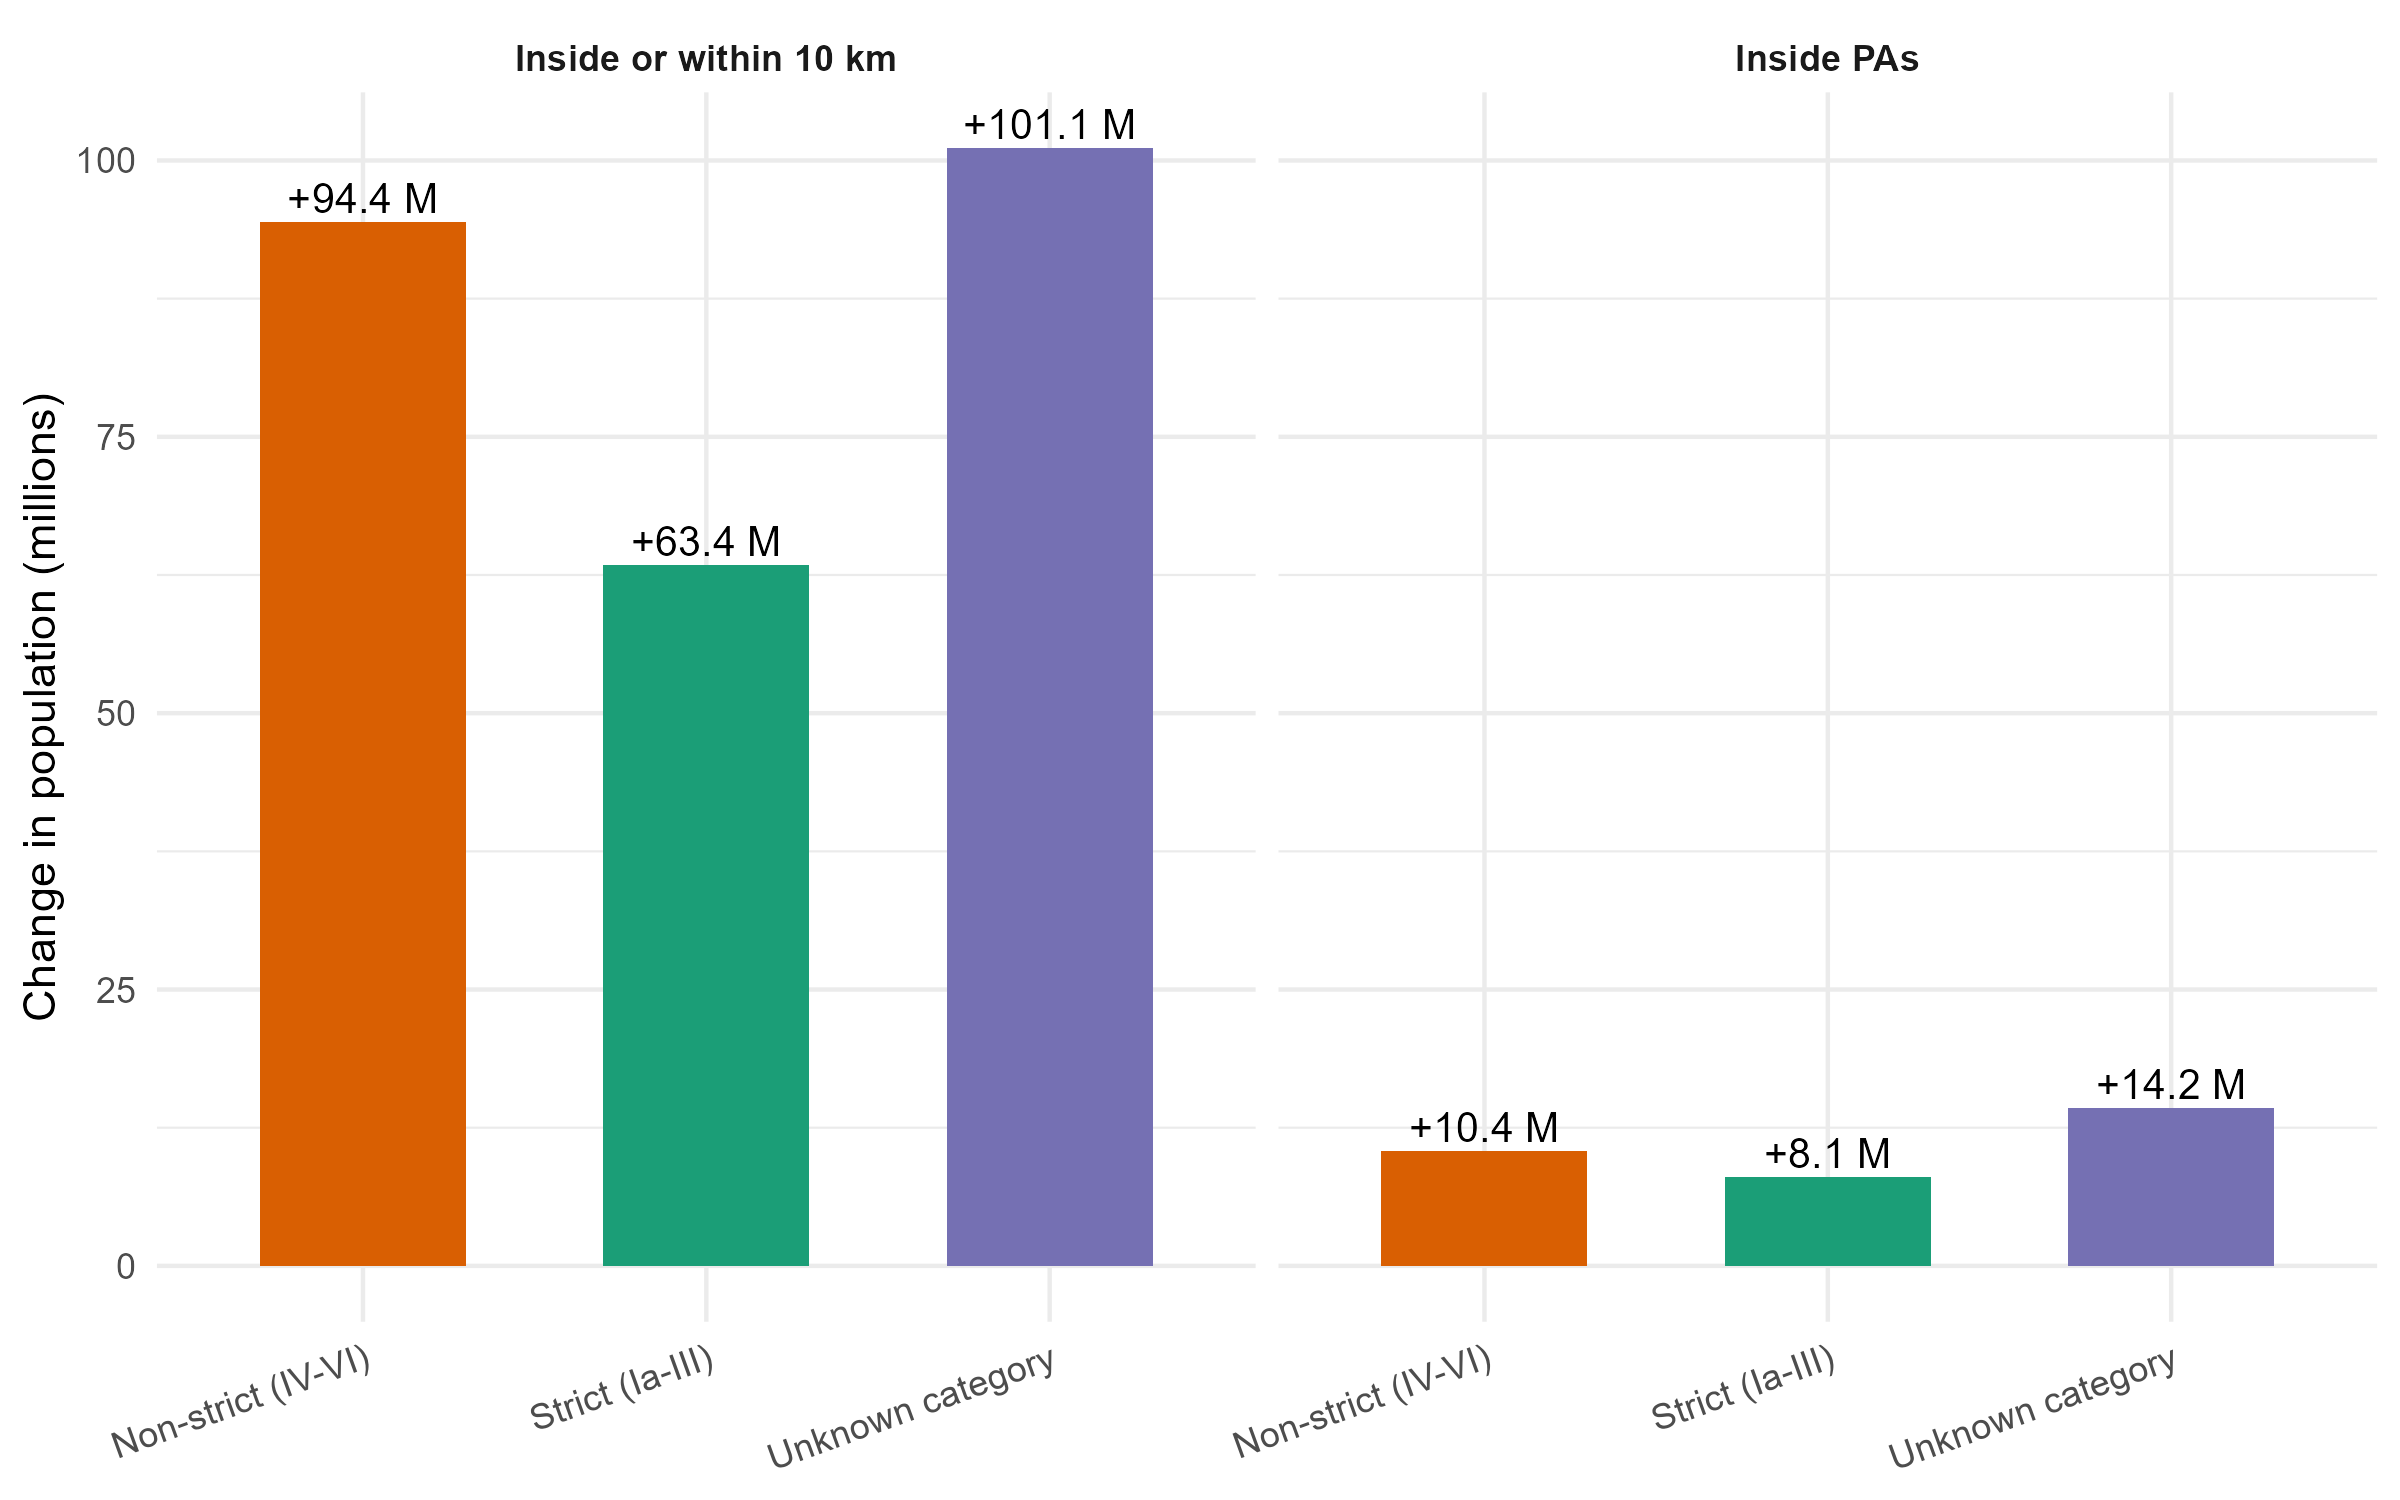 Inside or within 10 km
Inside PAs
Change in population (millions)
100
75
50
25
0
+94.4 M
+63.4 M
+101.1 M
+10.4 M
+8.1 M
+14.2 M
Non-strict (IV-VI)
Strict (Ia-III)
Unknown category
Non-strict (IV-VI)
Strict (Ia-III)
Unknown category